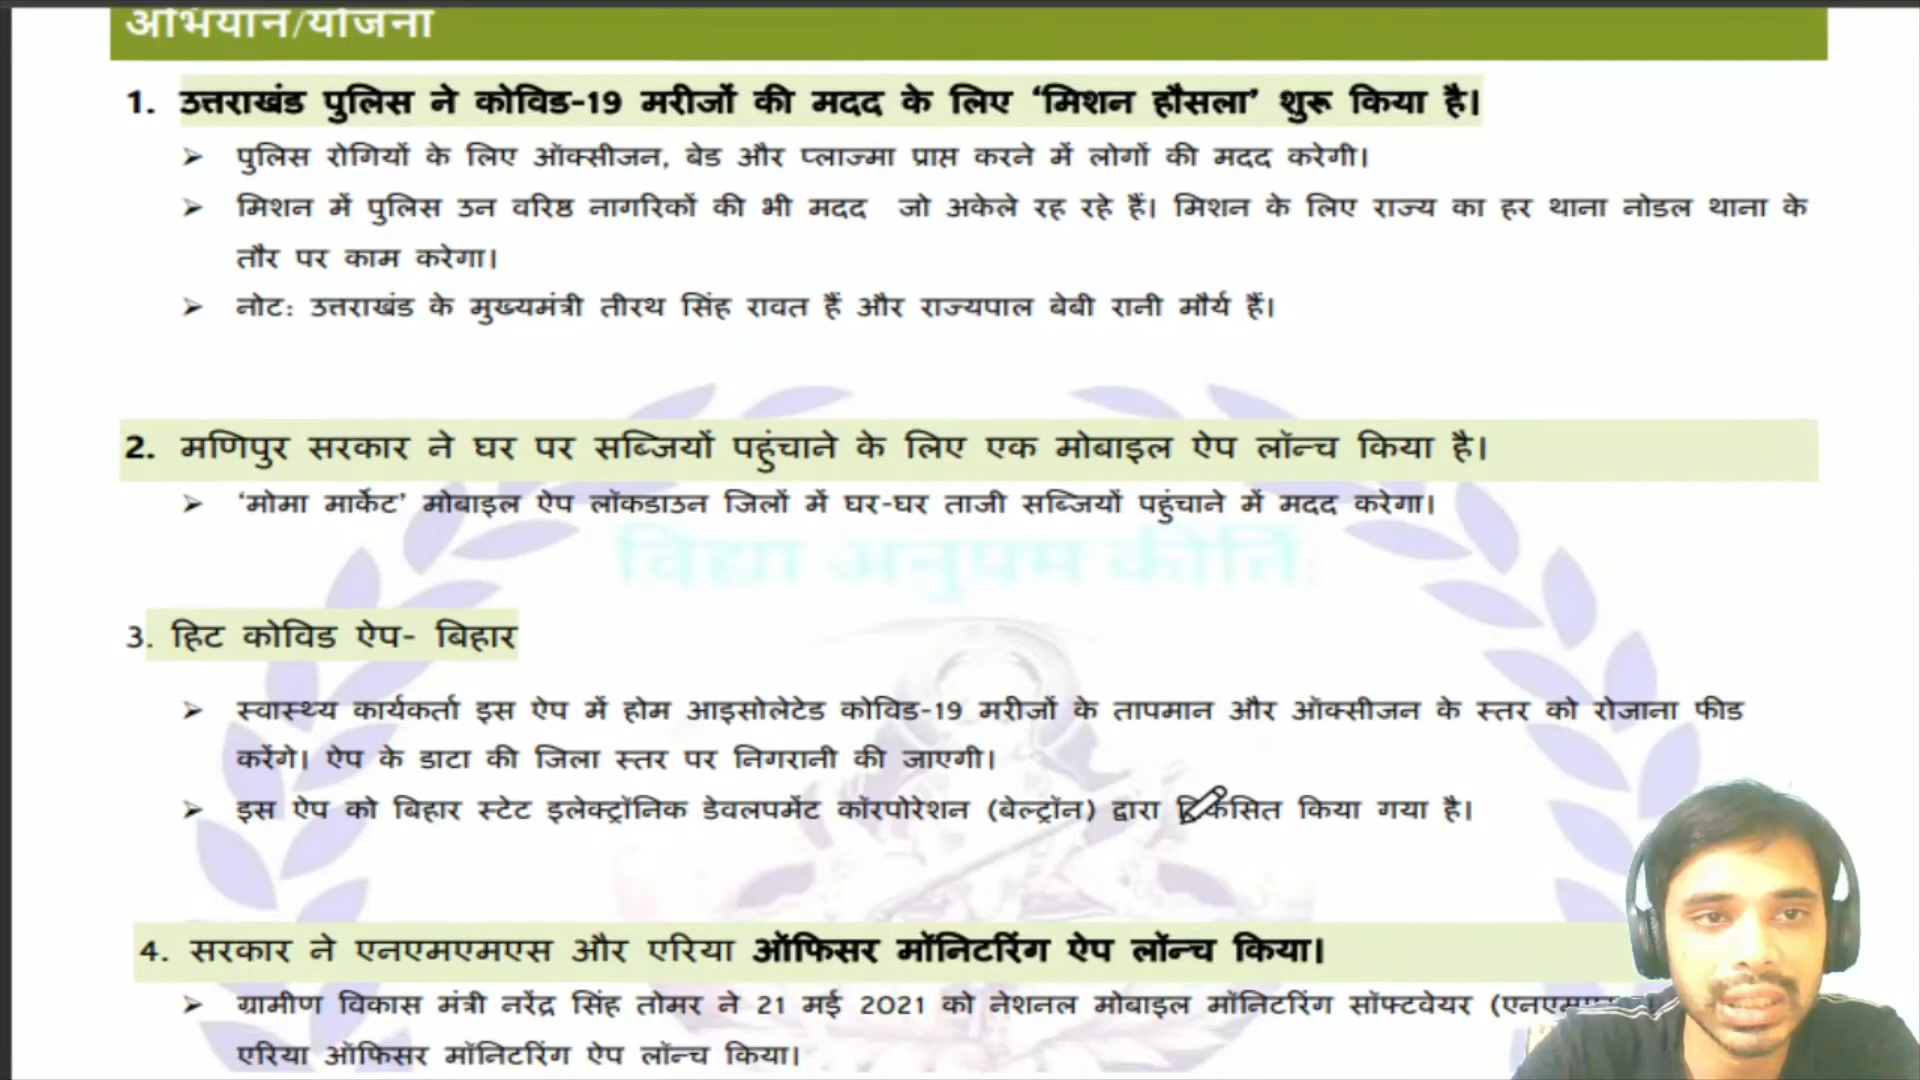 अभियान/योजना
1. उत्तराखंड पुलिस ने कोविड-19 मरीजों की मदद के लिए ‘मिशन हौसला’ शुरू किया है।
➢ पुलिस रोगियों के लिए ऑक्सीजन, बेड और प्लाज्मा प्राप्त करने में लोगों की मदद करेगी।
➢ मिशन में पुलिस उन वरिष्ठ नागरिकों की भी मदद जो अकेले रह रहे हैं। मिशन के लिए राज्य का हर थाना नोडल थाना के
तौर पर काम करेगा।
➢ नोट: उत्तराखंड के मुख्यमंत्री तीरथ सिंह रावत हैं और राज्यपाल बेबी रानी मौर्य हैं।
2. मणिपुर सरकार ने घर पर सब्जियों पहुंचाने के लिए एक मोबाइल ऐप लॉन्च किया है।
➢ ‘मोमा मार्केट’ मोबाइल ऐप लॉकडाउन जिलों में घर-घर ताजी सब्जियों पहुंचाने में मदद करेगा।
विद्या अनुपम कीर्ति:
3. हिट कोविड ऐप- बिहार
➢ स्वास्थ्य कार्यकर्ता इस ऐप में होम आइसोलेटेड कोविड-19 मरीजों के तापमान और ऑक्सीजन के स्तर को रोजाना फीड
करेंगे। ऐप के डाटा की जिला स्तर पर निगरानी की जाएगी।
➢ इस ऐप को बिहार स्टेट इलेक्ट्रॉनिक डेवलपमेंट कॉरपोरेशन (बेल्ट्रॉन) द्वारा विकसित किया गया है।
4. सरकार ने एनएमएमएस और एरिया ऑफिसर मॉनिटरिंग ऐप लॉन्च किया।
➢ ग्रामीण विकास मंत्री नरेंद्र सिंह तोमर ने 21 मई 2021 को नेशनल मोबाइल मॉनिटरिंग सॉफ्टवेयर
एरिया ऑफिसर मॉनिटरिंग ऐप लॉन्च किया।